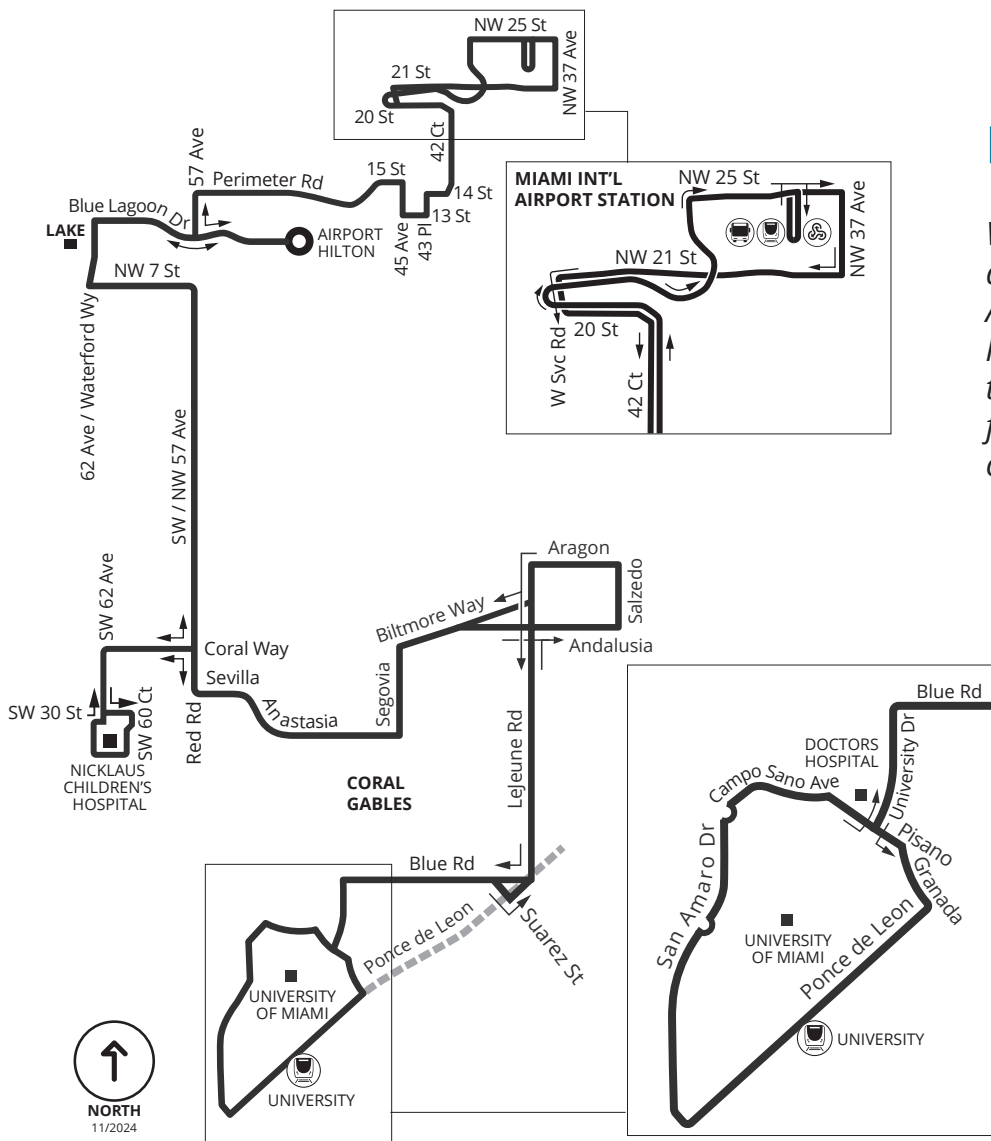 NW 25 St
21 St
NW 37 Ave
20 St
42 Ct
57 Ave
15 St
Perimeter Rd
14 St
13 St
Blue Lagoon Dr
LAKE
45 Ave
43 Pl
AIRPORT
HILTON
NW 7 St
62 Ave / Waterford Wy
SW / NW 57 Ave
MIAMI INT'L
AIRPORT STATION
NW 25 St
NW 37 Ave
NW 21 St
20 St
W Svc Rd
42 Ct
Aragon
Salzedo
Biltmore Way
Andalusia
SW 62 Ave
Coral Way
Sevilla
Segovia
Anastasia
SW 30 St
SW 60 Ct
Red Rd
NICKLAUS
CHILDREN'S
HOSPITAL
CORAL
GABLES
LeJeune Rd
Blue Rd
Ponce de Leon
Suarez St
UNIVERSITY
OF MIAMI
UNIVERSITY
NORTH
11/2024
Blue Rd
DOCTORS
HOSPITAL
University Dr
Campo Sano Ave
Pisano
Granada
San Amaro Dr
UNIVERSITY
OF MIAMI
Ponce de Leon
UNIVERSITY